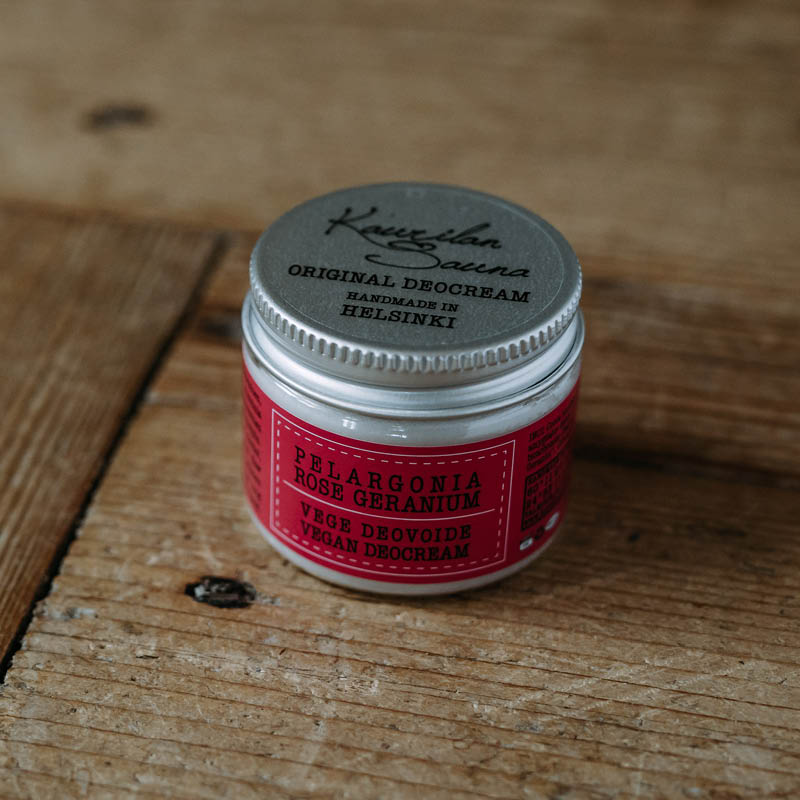 Kaurilan
Sauna
ORIGINAL DEOCREAM
HANDMADE IN
HELSINKI
PELARGONIA
ROSE GERANIUM
VEGE DEOVOIDE
VEGAN DEOCREAM